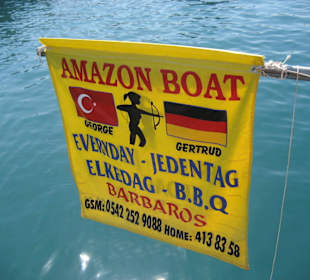 AMAZON BOAT
GEORGE GERTRUD
EVERYDAY - JEDENTAG
ELKEDAG - B.B.Q
BARBAROS
GSM: 0542 252 9088 HOME: 413 83 58